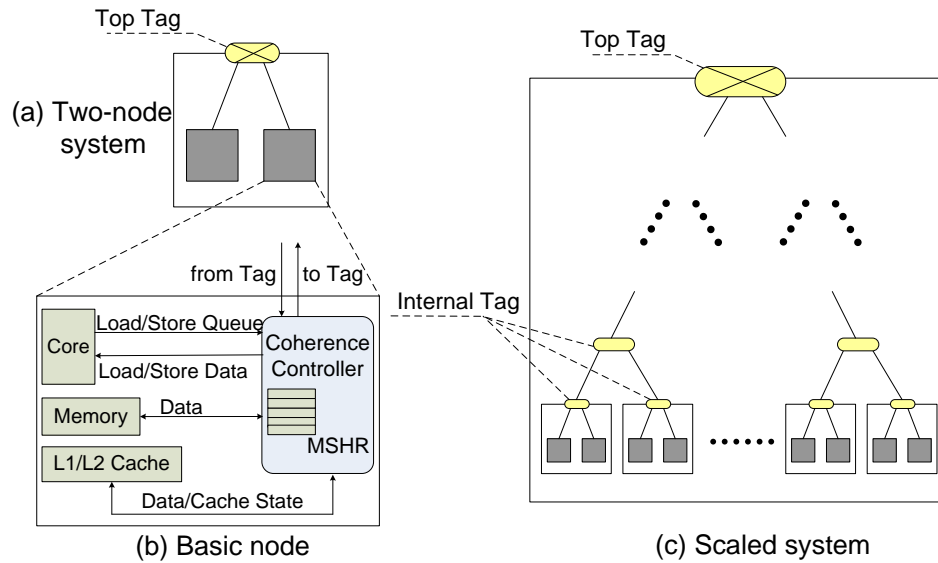 Top Tag
(a) Two-node
system
from Tag
to Tag
Core
Load/Store Queue
Load/Store Data
Coherence
Controller
Memory
Data
MSHR
L1/L2 Cache
Data/Cache State
(b) Basic node
Top Tag
Internal Tag
(c) Scaled system